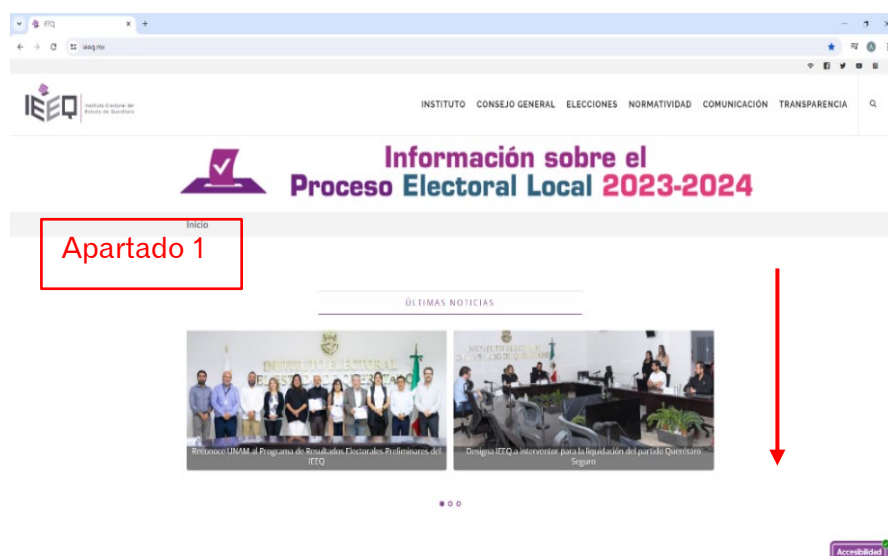 IEEQ
ieeq.mx
IEEQ
Instituto Electoral del
Estado de Querétaro
INSTITUTO CONSEJO GENERAL ELECCIONES NORMATIVIDAD COMUNICACIÓN TRANSPARENCIA
Información sobre el
Proceso Electoral Local 2023-2024
Inicio
Apartado 1
ÚLTIMAS NOTICIAS
INSTITUTO ELECTORAL
Reconoce UNAM al Programa de Resultados Electorales Preliminares del
IEEQ
Designa IEEQ a interventor para la liquidación del partido Querétaro
Seguro
Accesibilidad